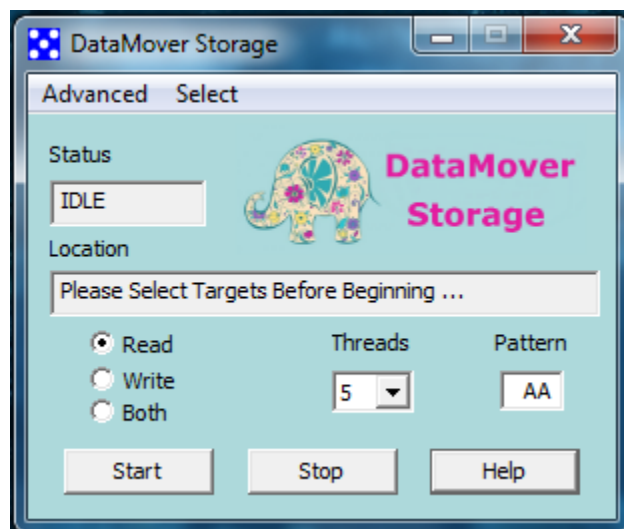 DataMover Storage
Advanced Select
Status
DataMover
Storage
IDLE
Location
Please Select Targets Before Beginning ...
Read
Threads
Pattern
Write
5
AA
Both
Start
Stop
Help